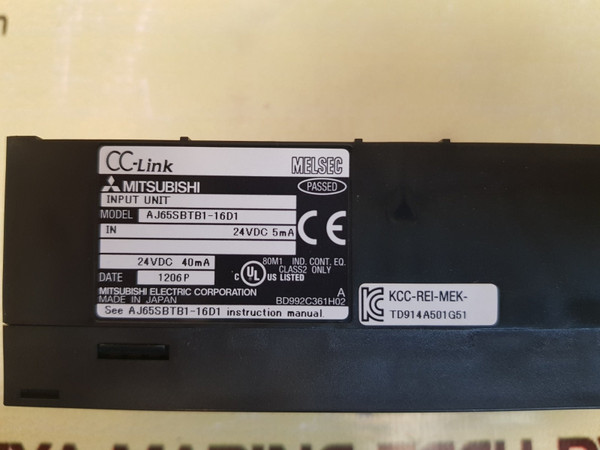 CC-Link MELSEC
MITSUBISHI PASSED
INPUT UNIT
MODEL AJ65SBTB1-16D1
IN 24VDC 5mA
CE
24VDC 40mA
DATE 1206P
C UL US LISTED
80M1 IND. CONT. EQ.
CLASS2 ONLY
MITSUBISHI ELECTRIC CORPORATION A
MADE IN JAPAN BD992C361H02
See AJ65SBTB1-16D1 instruction manual.
KCC-REI-MEK-
TD914A501G51